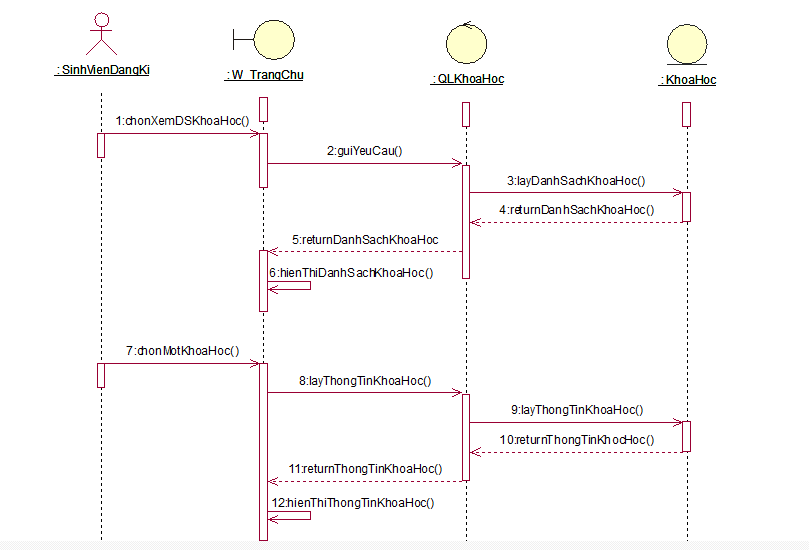 : SinhVienDangKi
: W_TrangChu
: QLKhoaHoc
: KhoaHoc
1:chonXemDSKhoaHoc()
2:guiYeuCau()
3:layDanhSachKhoaHoc()
4:returnDanhSachKhoaHoc()
5:returnDanhSachKhoaHoc
6:hienThiDanhSachKhoaHoc()
7:chonMotKhoaHoc()
8:layThongTinKhoaHoc()
9:layThongTinKhoaHoc()
10:returnThongTinKhocHoc()
11:returnThongTinKhoaHoc()
12:hienThiThongTinKhoaHoc()